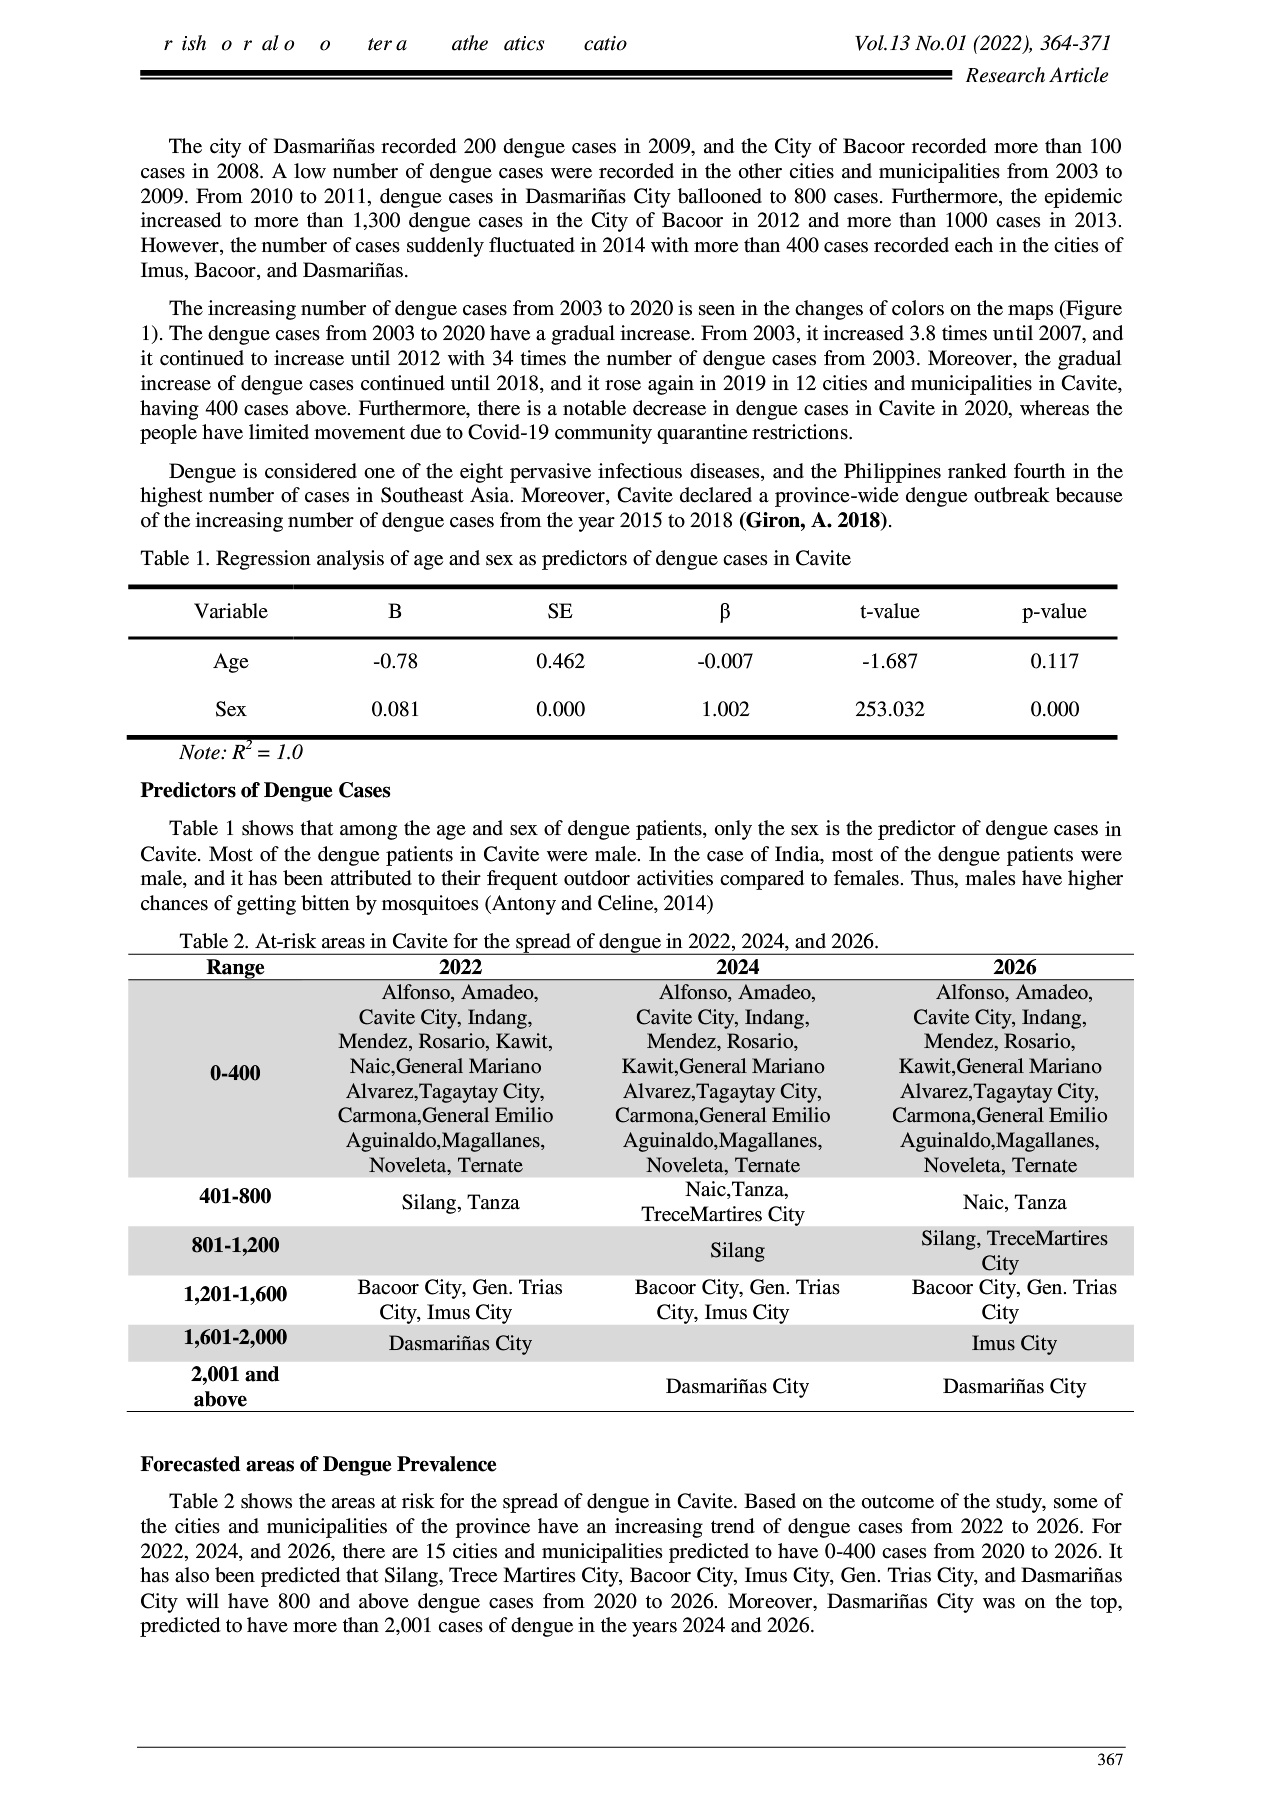 rish o r al o o ter a athe atics catio Vol.13 No.01 (2022), 364-371
Research Article
The city of Dasmariñas recorded 200 dengue cases in 2009, and the City of Bacoor recorded more than 100
cases in 2008. A low number of dengue cases were recorded in the other cities and municipalities from 2003 to
2009. From 2010 to 2011, dengue cases in Dasmariñas City ballooned to 800 cases. Furthermore, the epidemic
increased to more than 1,300 dengue cases in the City of Bacoor in 2012 and more than 1000 cases in 2013.
However, the number of cases suddenly fluctuated in 2014 with more than 400 cases recorded each in the cities of
Imus, Bacoor, and Dasmariñas.
The increasing number of dengue cases from 2003 to 2020 is seen in the changes of colors on the maps (Figure
1). The dengue cases from 2003 to 2020 have a gradual increase. From 2003, it increased 3.8 times until 2007, and
it continued to increase until 2012 with 34 times the number of dengue cases from 2003. Moreover, the gradual
increase of dengue cases continued until 2018, and it rose again in 2019 in 12 cities and municipalities in Cavite,
having 400 cases above. Furthermore, there is a notable decrease in dengue cases in Cavite in 2020, whereas the
people have limited movement due to Covid-19 community quarantine restrictions.
Dengue is considered one of the eight pervasive infectious diseases, and the Philippines ranked fourth in the
highest number of cases in Southeast Asia. Moreover, Cavite declared a province-wide dengue outbreak because
of the increasing number of dengue cases from the year 2015 to 2018 (Giron, A. 2018).
Table 1. Regression analysis of age and sex as predictors of dengue cases in Cavite
Variable B SE β t-value p-value
Age -0.78 0.462 -0.007 -1.687 0.117
Sex 0.081 0.000 1.002 253.032 0.000
Note: R2 = 1.0
Predictors of Dengue Cases
Table 1 shows that among the age and sex of dengue patients, only the sex is the predictor of dengue cases in
Cavite. Most of the dengue patients in Cavite were male. In the case of India, most of the dengue patients were
male, and it has been attributed to their frequent outdoor activities compared to females. Thus, males have higher
chances of getting bitten by mosquitoes (Antony and Celine, 2014)
Table 2. At-risk areas in Cavite for the spread of dengue in 2022, 2024, and 2026.
Range 2022 2024 2026
Alfonso, Amadeo, Alfonso, Amadeo, Alfonso, Amadeo,
Cavite City, Indang, Cavite City, Indang, Cavite City, Indang,
Mendez, Rosario, Kawit, Mendez, Rosario, Mendez, Rosario,
Naic,General Mariano Kawit,General Mariano Kawit,General Mariano
0-400
Alvarez,Tagaytay City, Alvarez,Tagaytay City, Alvarez,Tagaytay City,
Carmona,General Emilio Carmona,General Emilio Carmona,General Emilio
Aguinaldo,Magallanes, Aguinaldo,Magallanes, Aguinaldo,Magallanes,
Noveleta, Ternate Noveleta, Ternate Noveleta, Ternate
401-800 Silang, Tanza Naic,Tanza, Naic, Tanza
TreceMartires City
801-1,200 Silang Silang, TreceMartires
City
1,201-1,600 Bacoor City, Gen. Trias Bacoor City, Gen. Trias Bacoor City, Gen. Trias
City, Imus City City, Imus City City
1,601-2,000 Dasmariñas City Imus City
2,001 and Dasmariñas City Dasmariñas City
above
Forecasted areas of Dengue Prevalence
Table 2 shows the areas at risk for the spread of dengue in Cavite. Based on the outcome of the study, some of
the cities and municipalities of the province have an increasing trend of dengue cases from 2022 to 2026. For
2022, 2024, and 2026, there are 15 cities and municipalities predicted to have 0-400 cases from 2020 to 2026. It
has also been predicted that Silang, Trece Martires City, Bacoor City, Imus City, Gen. Trias City, and Dasmariñas
City will have 800 and above dengue cases from 2020 to 2026. Moreover, Dasmariñas City was on the top,
predicted to have more than 2,001 cases of dengue in the years 2024 and 2026.
367